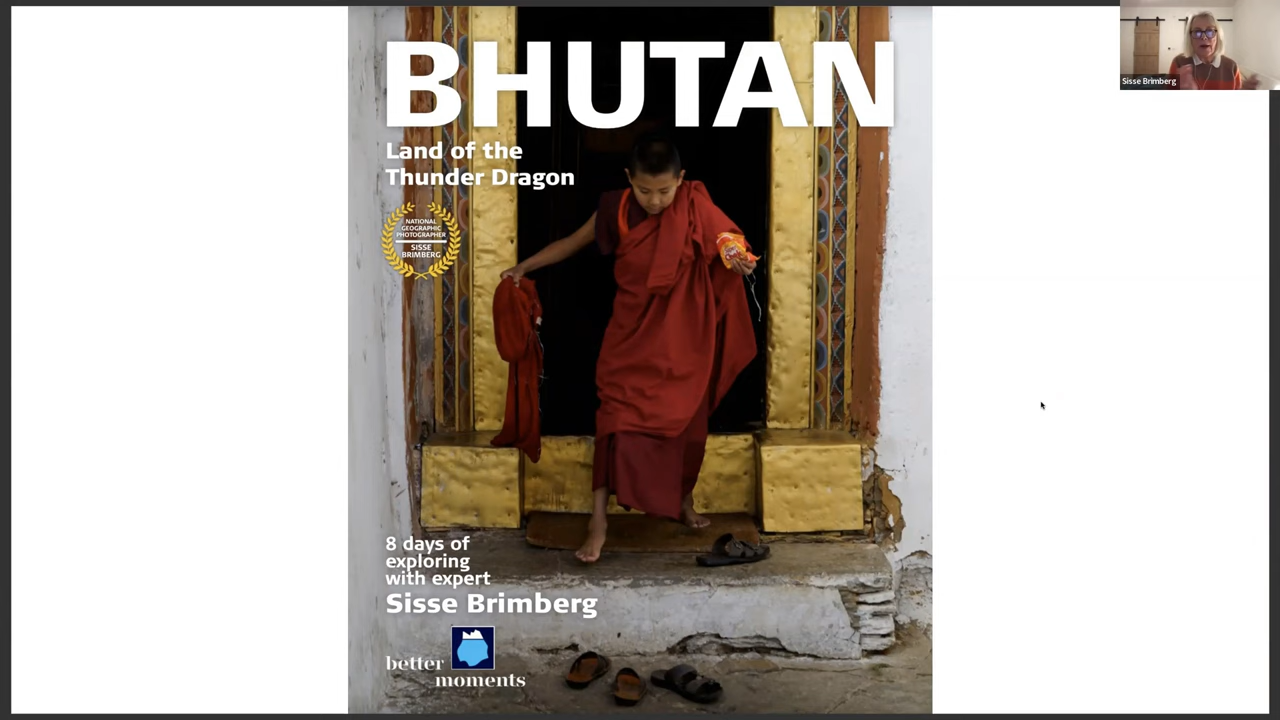 BHUTAN
Land of the
Thunder Dragon
NATIONAL
GEOGRAPHIC
PHOTOGRAPHER
SISSE
BRIMBERG
8 days of
exploring
with expert
Sisse Brimberg
better
moments
Sisse Brimberg